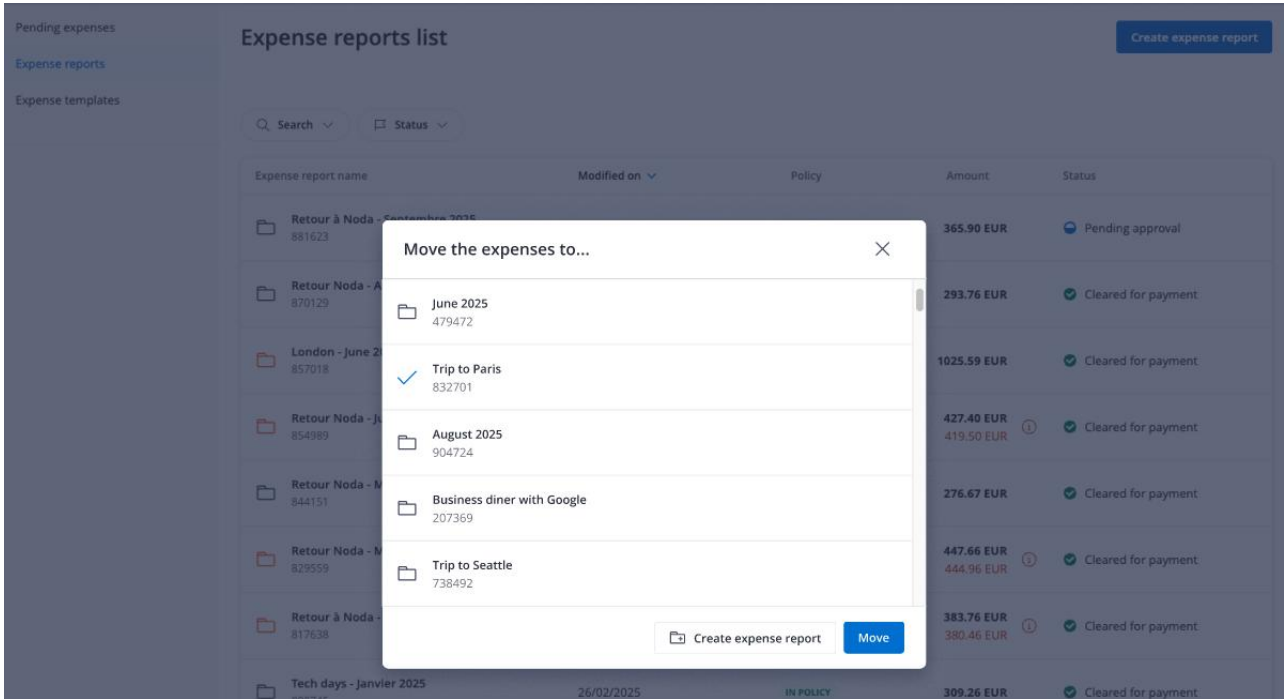 Pending expenses
Expense reports
Expense templates
Expense reports list
Create expense report
Search
Status
Expense report name
Modified on
Policy
Amount
Status
Retour à Noda - Septembre 2025
881623
365.90 EUR
Pending approval
Retour Noda - A
870129
293.76 EUR
Cleared for payment
London - June 2
857018
1025.59 EUR
Cleared for payment
Retour Noda - Ju
854989
427.40 EUR
419.50 EUR
Cleared for payment
Retour Noda - M
844151
276.67 EUR
Cleared for payment
Retour Noda - M
829559
447.66 EUR
444.96 EUR
Cleared for payment
Retour à Noda -
817638
383.76 EUR
380.46 EUR
Cleared for payment
Tech days - Janvier 2025
26/02/2025
IN POLICY
309.26 EUR
Cleared for payment
Move the expenses to...
June 2025
479472
Trip to Paris
832701
August 2025
904724
Business diner with Google
207369
Trip to Seattle
738492
Create expense report
Move